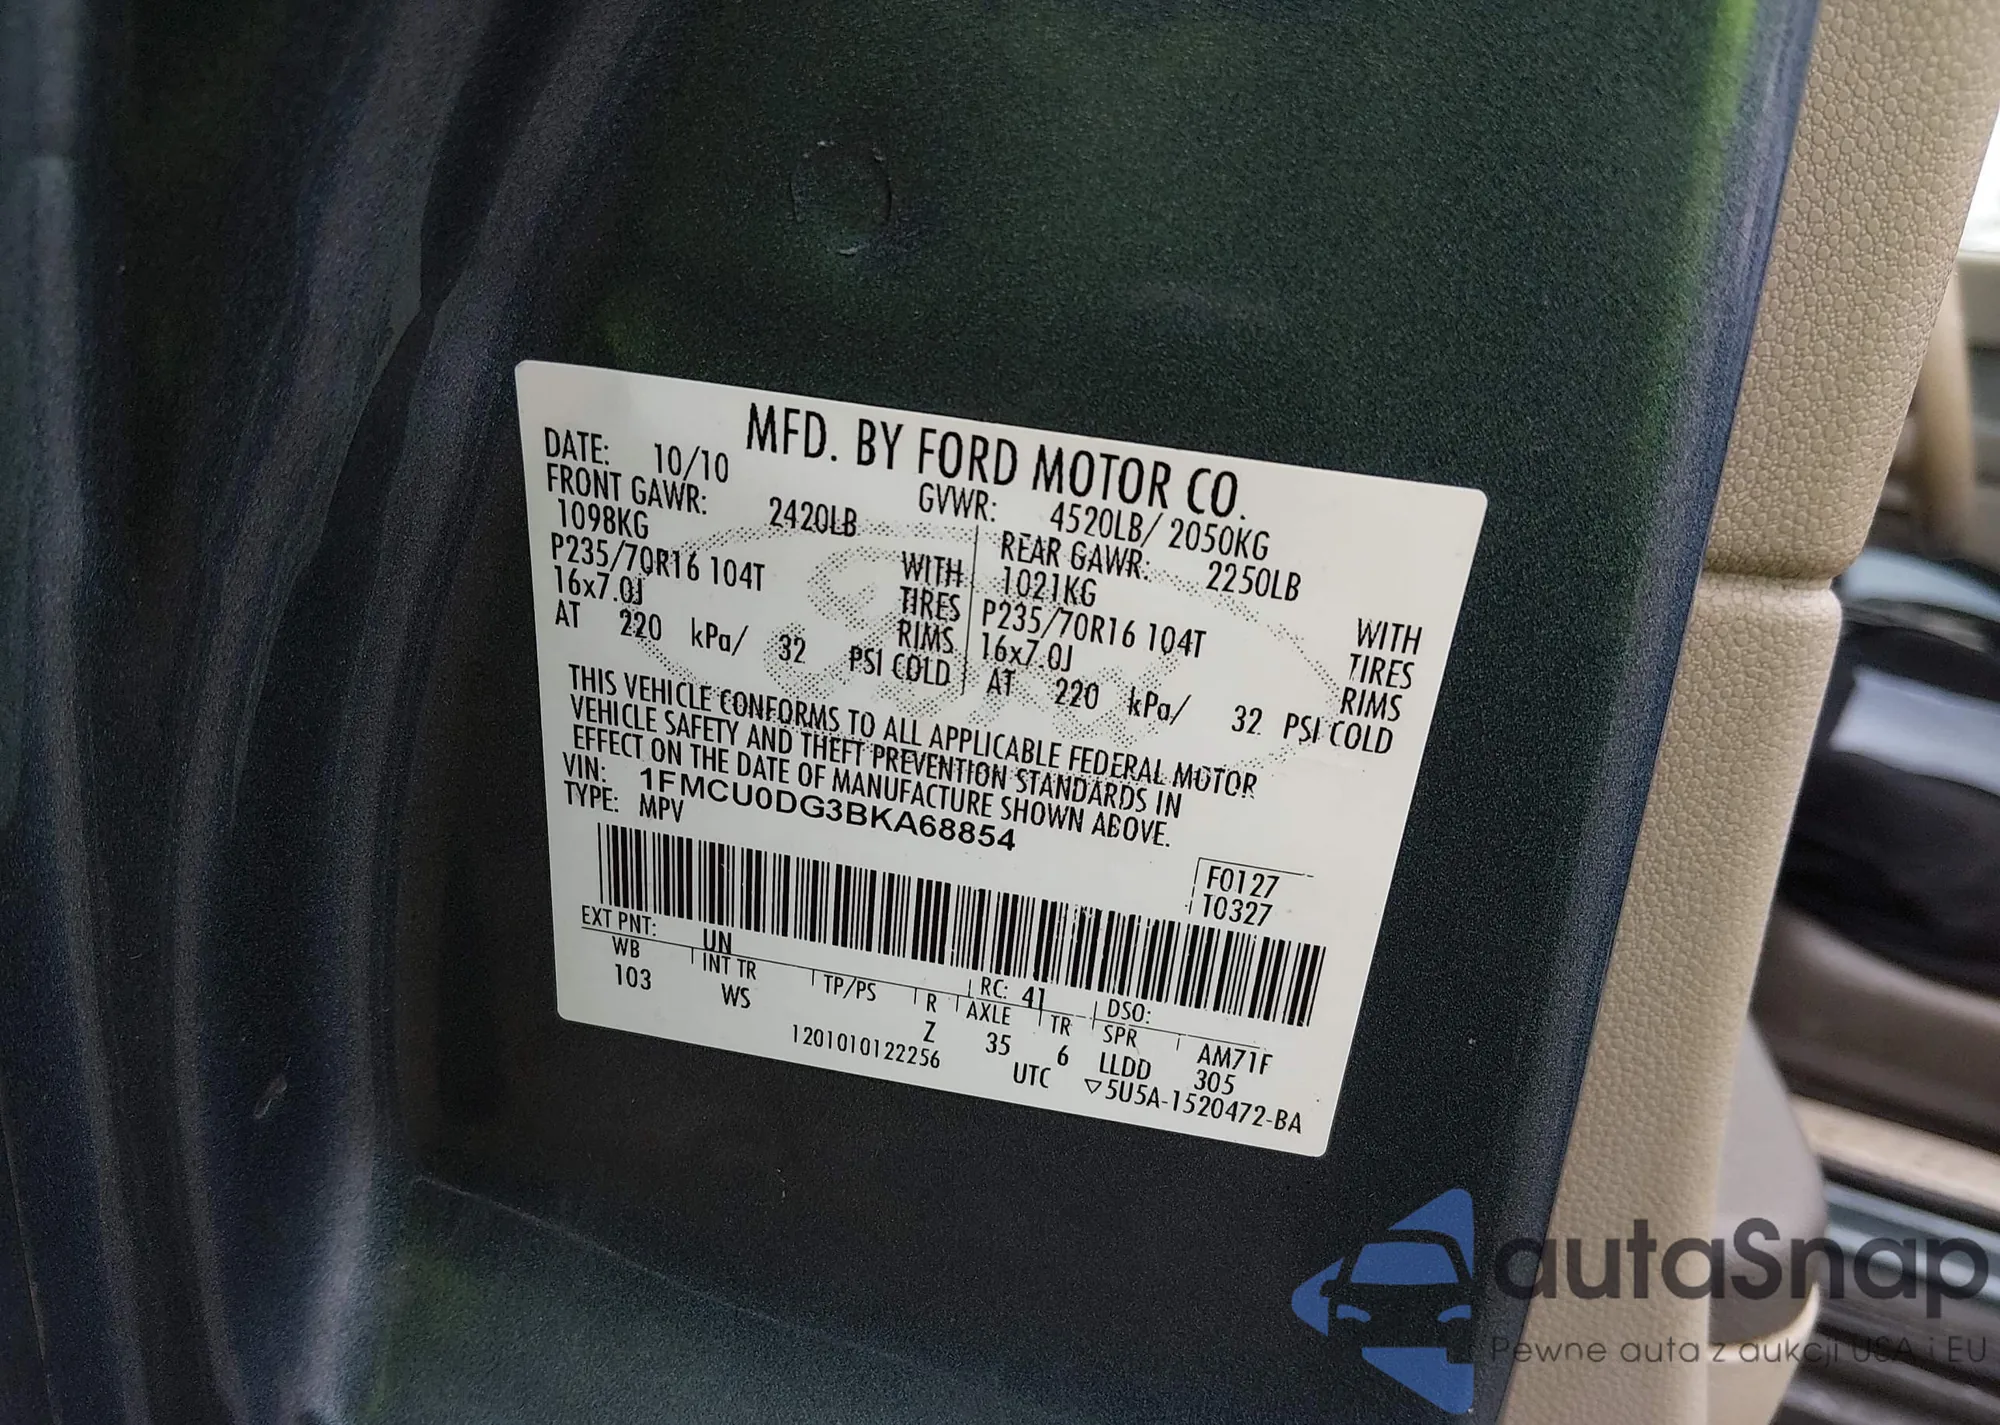 MFD. BY FORD MOTOR CO.
DATE: 10/10 GVWR: 4520LB/ 2050KG
FRONT GAWR: 2420LB REAR GAWR: 2250LB
1098KG WITH 1021KG WITH
P235/70R16 104T TIRES P235/70R16 104T TIRES
16x7.0J RIMS 16x7.0J RIMS
AT 220 kPa/ 32 PSI COLD AT 220 kPa/ 32 PSI COLD
THIS VEHICLE CONFORMS TO ALL APPLICABLE FEDERAL MOTOR
VEHICLE SAFETY AND THEFT PREVENTION STANDARDS IN
EFFECT ON THE DATE OF MANUFACTURE SHOWN ABOVE.
VIN: 1FMCU0DG3BKA68854
TYPE: MPV
F0127
T0327
EXT PNT: UN RC: 41 DSO:
WB INT TR TP/PS R AXLE TR SPR AM71F
103 WS Z 35 6 LLDD 305
1201010122256 UTC ▽5U5A-1520472-BA
autaSnap
Pewne auta z aukcji USA i EU